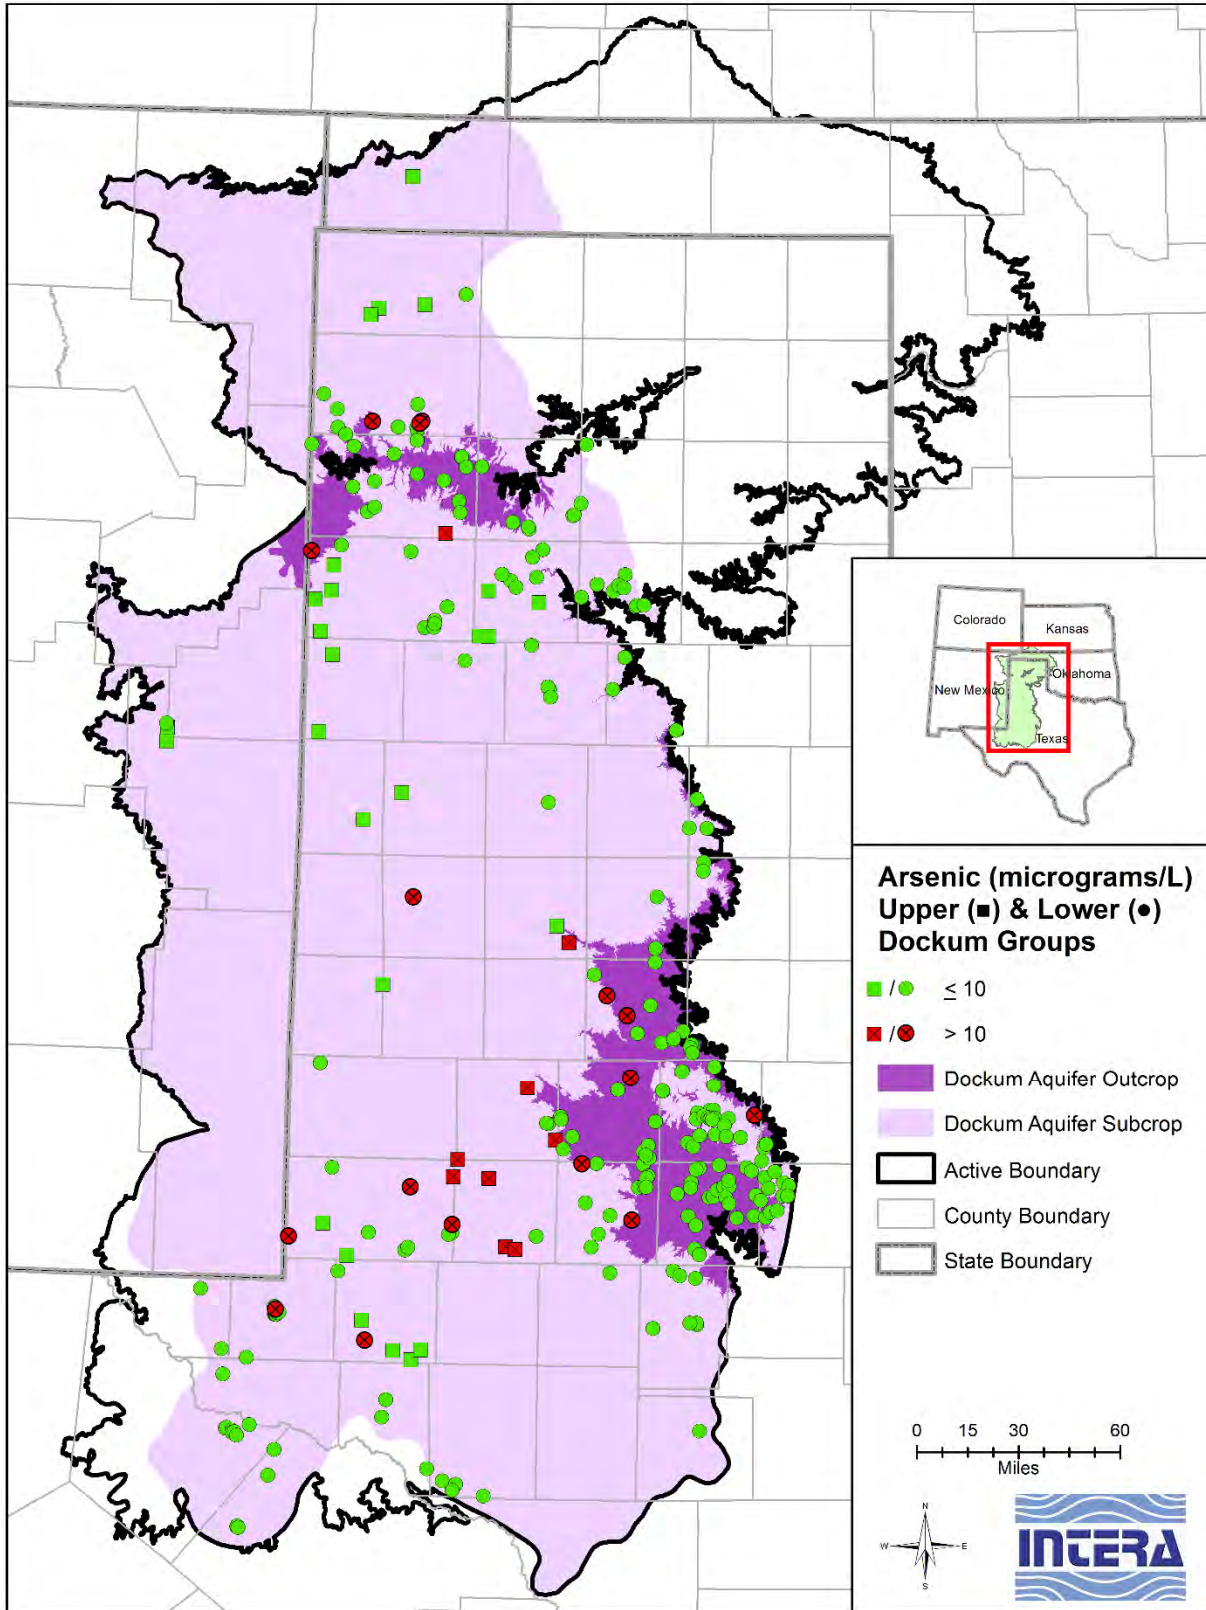 Colorado
Kansas
New Mexico
Oklahoma
Texas
Arsenic (micrograms/L)
Upper (■) & Lower (●)
Dockum Groups
■ / ● ≤ 10
■ / ● > 10
Dockum Aquifer Outcrop
Dockum Aquifer Subcrop
Active Boundary
County Boundary
State Boundary
0 15 30 60
Miles
N
W E
S
INTERA